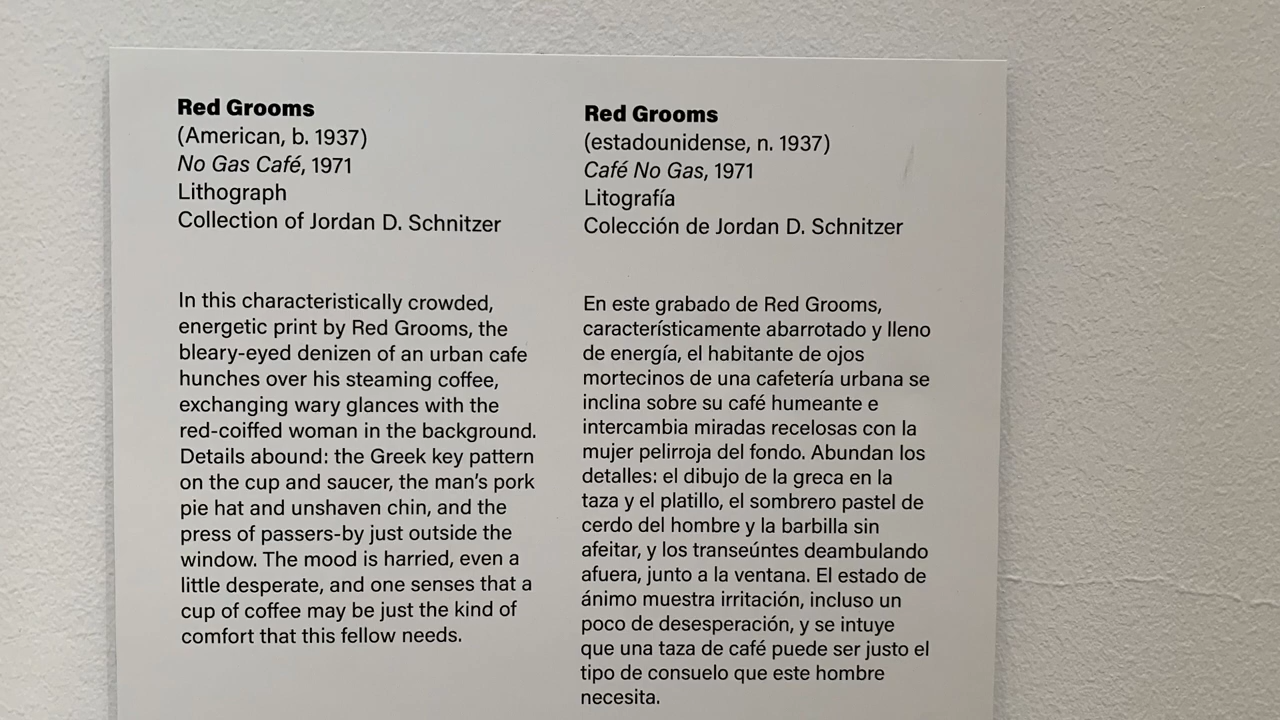 Red Grooms
(American, b. 1937)
No Gas Café, 1971
Lithograph
Collection of Jordan D. Schnitzer
In this characteristically crowded,
energetic print by Red Grooms, the
bleary-eyed denizen of an urban cafe
hunches over his steaming coffee,
exchanging wary glances with the
red-coiffed woman in the background.
Details abound: the Greek key pattern
on the cup and saucer, the man's pork
pie hat and unshaven chin, and the
press of passers-by just outside the
window. The mood is harried, even a
little desperate, and one senses that a
cup of coffee may be just the kind of
comfort that this fellow needs.
Red Grooms
(estadounidense, n. 1937)
Café No Gas, 1971
Litografía
Colección de Jordan D. Schnitzer
En este grabado de Red Grooms,
característicamente abarrotado y lleno
de energía, el habitante de ojos
mortecinos de una cafetería urbana se
inclina sobre su café humeante e
intercambia miradas recelosas con la
mujer pelirroja del fondo. Abundan los
detalles: el dibujo de la greca en la
taza y el platillo, el sombrero pastel de
cerdo del hombre y la barbilla sin
afeitar, y los transeúntes deambulando
afuera, junto a la ventana. El estado de
ánimo muestra irritación, incluso un
poco de desesperación, y se intuye
que una taza de café puede ser justo el
tipo de consuelo que este hombre
necesita.